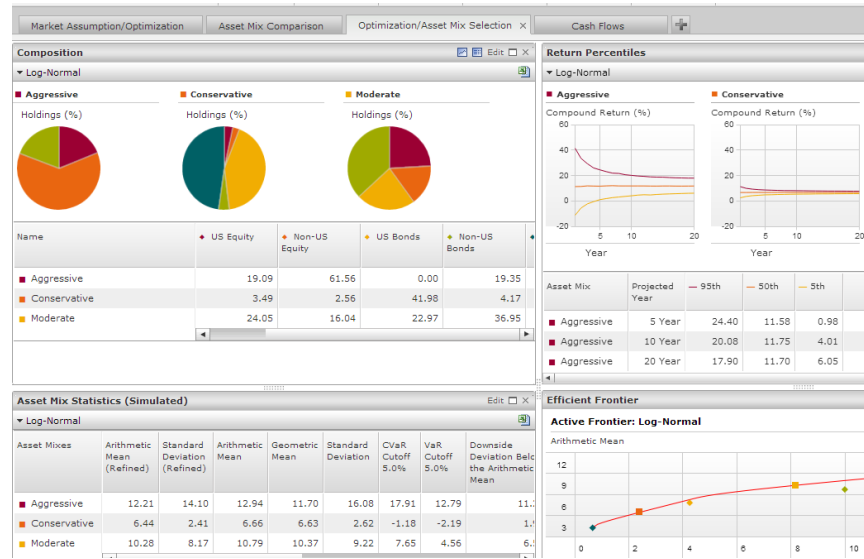 Market Assumption/Optimization
Asset Mix Comparison
Optimization/Asset Mix Selection ×
Cash Flows
Composition
Edit
Log-Normal
Aggressive
Conservative
Moderate
Holdings (%)
Holdings (%)
Holdings (%)
Name US Equity Non-US Equity US Bonds Non-US Bonds
Aggressive 19.09 61.56 0.00 19.35
Conservative 3.49 2.56 41.98 4.17
Moderate 24.05 16.04 22.97 36.95
Return Percentiles
Log-Normal
Aggressive
Conservative
Compound Return (%)
Compound Return (%)
60
40
20
0
-20
5 10 20
Year
60
40
20
0
-20
5 10 20
Year
Asset Mix Projected Year 95th 50th 5th
Aggressive 5 Year 24.40 11.58 0.98
Aggressive 10 Year 20.08 11.75 4.01
Aggressive 20 Year 17.90 11.70 6.05
Asset Mix Statistics (Simulated)
Edit
Log-Normal
Asset Mixes Arithmetic Mean (Refined) Standard Deviation (Refined) Arithmetic Mean Geometric Mean Standard Deviation CVaR Cutoff 5.0% VaR Cutoff 5.0% Downside Deviation the Arithmetic Mean
Aggressive 12.21 14.10 12.94 11.70 16.08 17.91 12.79
Conservative 6.44 2.41 6.66 6.63 2.62 -1.18 -2.19
Moderate 10.28 8.17 10.79 10.37 9.22 7.65 4.56
Efficient Frontier
Active Frontier: Log-Normal
Arithmetic Mean
12
9
6
3
0 2 4 6 8 10